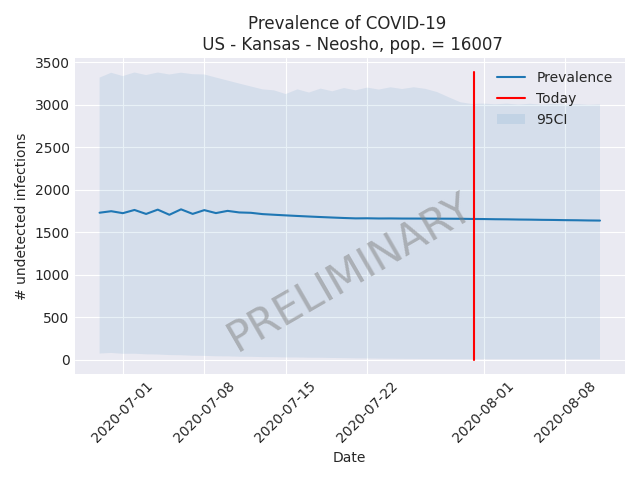 Prevalence of COVID-19
US - Kansas - Neosho, pop. = 16007
3500
3000
2500
2000
1500
1000
500
0
# undetected infections
Prevalence
Today
95CI
PRELIMINARY
2020-07-01
2020-07-08
2020-07-15
2020-07-22
2020-08-01
2020-08-08
Date